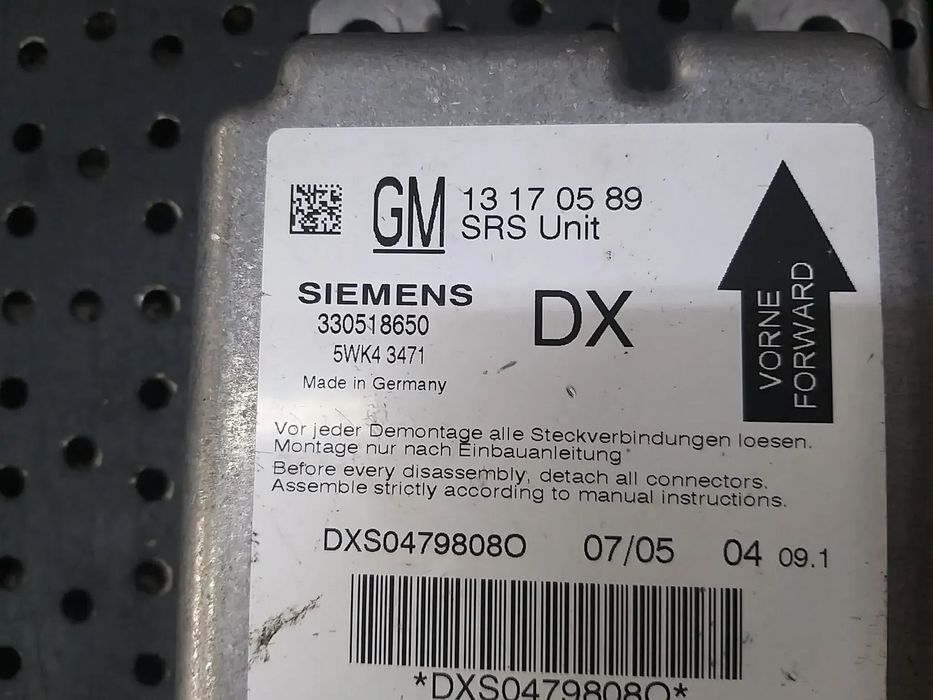 GM 13 17 05 89
SRS Unit
SIEMENS
330518650
5WK4 3471
Made in Germany
DX
VORNE
FORWARD
Vor jeder Demontage alle Steckverbindungen loesen.
Montage nur nach Einbauanleitung
Before every disassembly, detach all connectors.
Assemble strictly according to manual instructions.
DXS0479808O 07/05 04 09.1
*DXS0479808O*